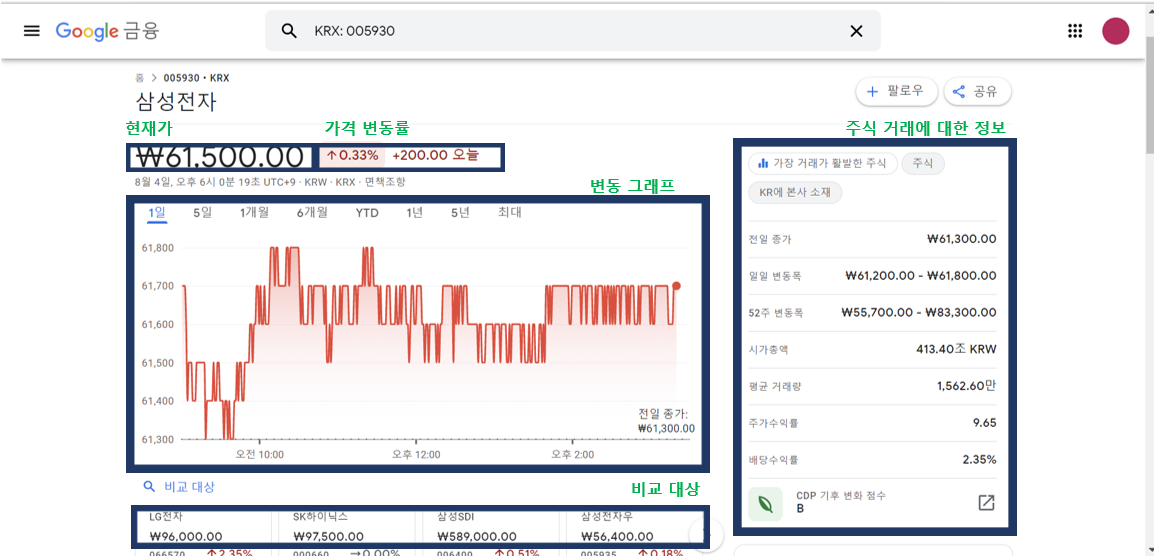 Google 금융
KRX: 005930
홈 > 005930 • KRX
삼성전자
팔로우
공유
현재가
가격 변동률
주식 거래에 대한 정보
₩61,500.00
↑0.33% +200.00 오늘
8월 4일, 오후 6시 0분 19초 UTC+9 · KRW · KRX · 면책조항
변동 그래프
1일 5일 1개월 6개월 YTD 1년 5년 최대
61,800
61,700
61,600
61,500
61,400
61,300
전일 종가:
₩61,300.00
오전 10:00 오후 12:00 오후 2:00
가장 거래가 활발한 주식
주식
KR에 본사 소재
전일 종가 ₩61,300.00
일일 변동폭 ₩61,200.00 - ₩61,800.00
52주 변동폭 ₩55,700.00 - ₩83,300.00
시가총액 413.40조 KRW
평균 거래량 1,562.60만
주가수익률 9.65
배당수익률 2.35%
CDP 기후 변화 점수
B
비교 대상
비교 대상
LG전자 SK하이닉스 삼성SDI 삼성전자우
₩96,000.00 ₩97,500.00 ₩589,000.00 ₩56,400.00
066570 ↑2.35% 000660 →0.00% 006400 ↑0.51% 005935 ↑0.18%